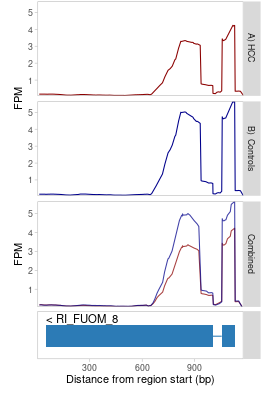 5
4
3
2
1
FPM
A) HCC
5
4
3
2
1
B) Controls
5
4
3
2
1
FPM
Combined
< RI_FUOM_8
300
600
900
Distance from region start (bp)